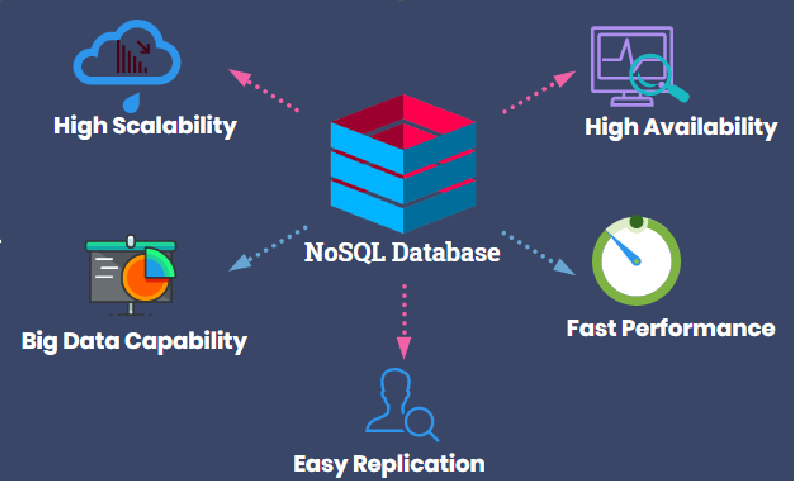 High Scalability
High Availability
NoSQL Database
Big Data Capability
Fast Performance
Easy Replication